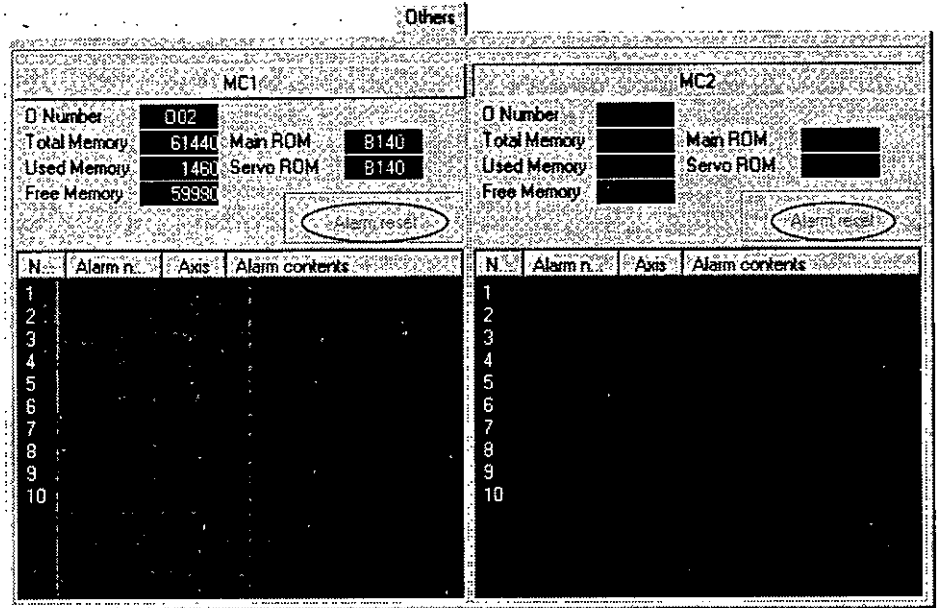 Others
MC1
O Number 002
Total Memory 61440 Main ROM B140
Used Memory 1460 Servo ROM B140
Free Memory 59980
Alarm reset
N... Alarm n... Axis Alarm contents
1
2
3
4
5
6
7
8
9
10
MC2
O Number
Total Memory Main ROM
Used Memory Servo ROM
Free Memory
Alarm reset
N... Alarm n... Axis Alarm contents
1
2
3
4
5
6
7
8
9
10